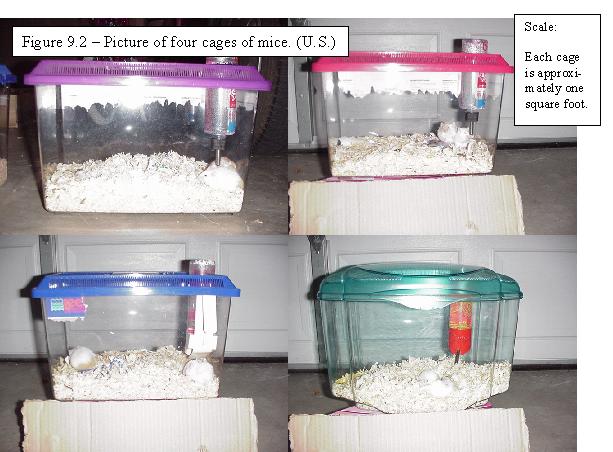 Figure 9.2 – Picture of four cages of mice. (U.S.)
Scale:
Each cage
is approxi-
mately one
square foot.